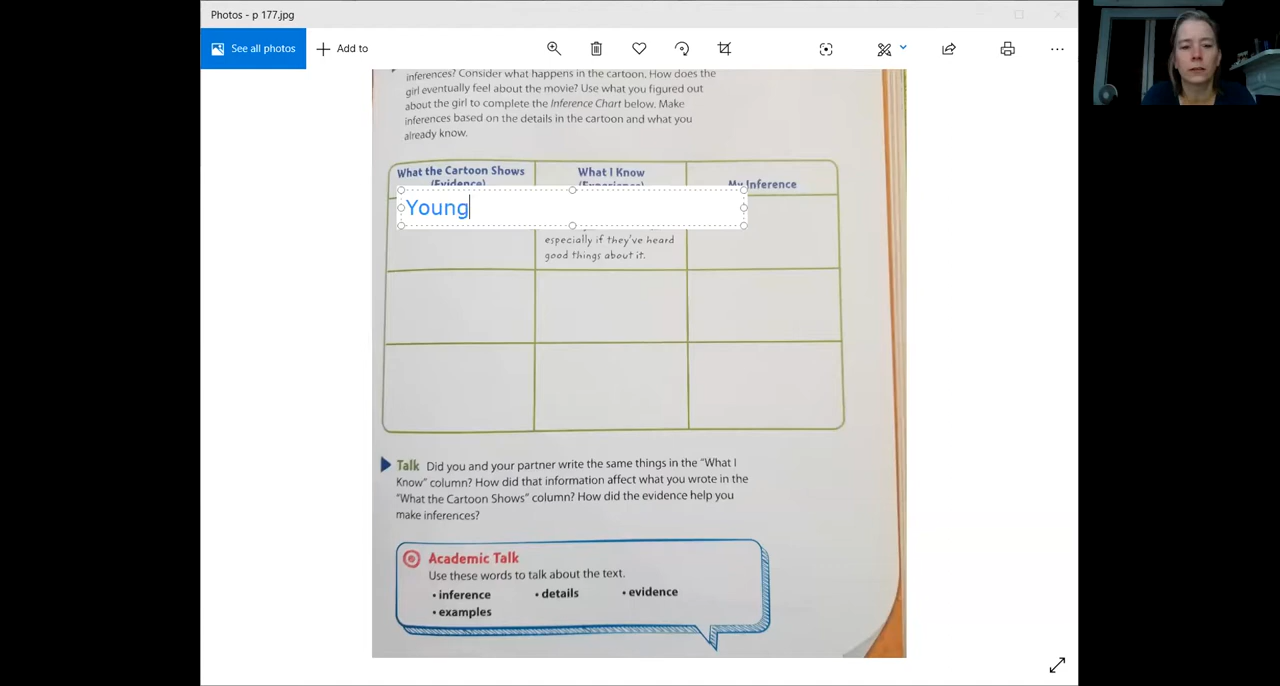 Photos - p 177.jpg
See all photos
Add to
inferences? Consider what happens in the cartoon. How does the
girl eventually feel about the movie? Use what you figured out
about the girl to complete the Inference Chart below. Make
inferences based on the details in the cartoon and what you
already know.
What the Cartoon Shows
(Evidence)
What I Know
(Experience)
My Inference
Young
especially if they've heard
good things about it.
Talk Did you and your partner write the same things in the "What I
Know" column? How did that information affect what you wrote in the
"What the Cartoon Shows" column? How did the evidence help you
make inferences?
Academic Talk
Use these words to talk about the text.
• inference • details • evidence
• examples